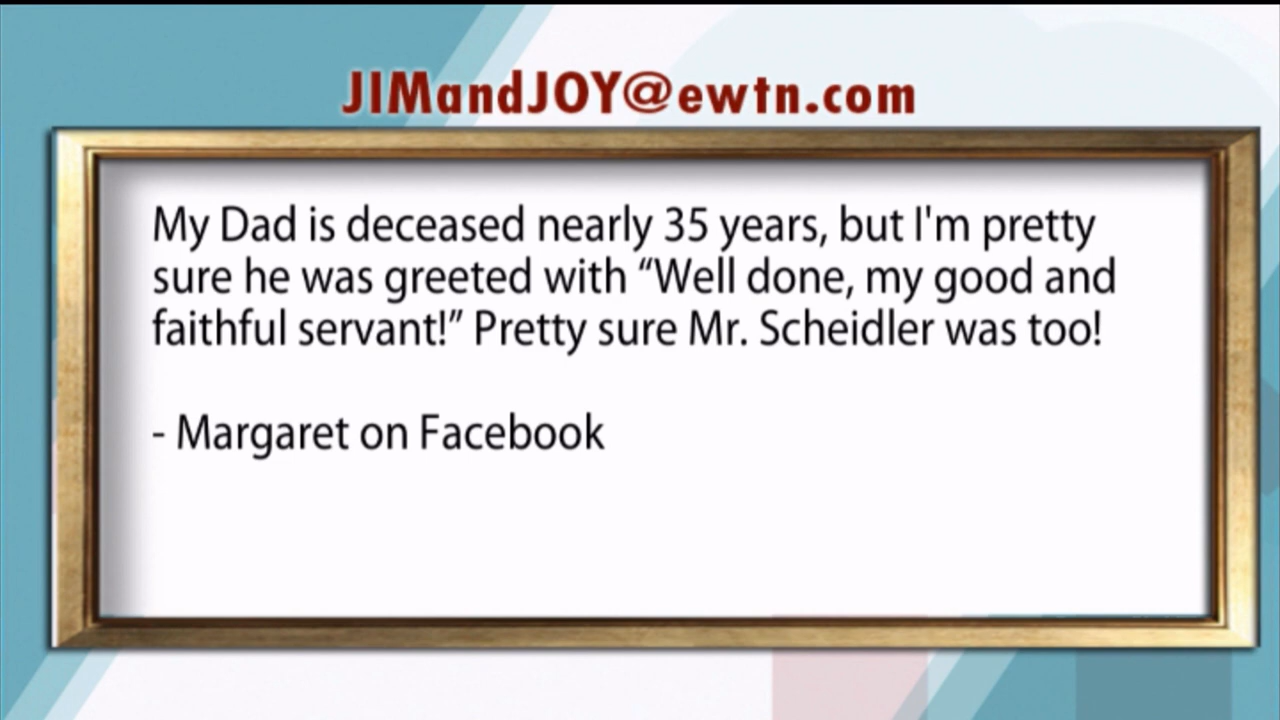 JIMandJOY@ewtn.com
My Dad is deceased nearly 35 years, but I'm pretty
sure he was greeted with “Well done, my good and
faithful servant!” Pretty sure Mr. Scheidler was too!
- Margaret on Facebook